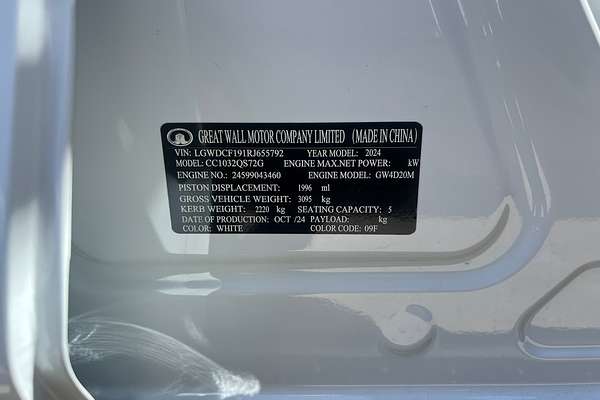 GREAT WALL MOTOR COMPANY LIMITED (MADE IN CHINA)
VIN: LGWDCF191RJ655792 YEAR MODEL: 2024
MODEL: CC1032QS72G ENGINE MAX.NET POWER: kW
ENGINE NO.: 24599043460 ENGINE MODEL: GW4D20M
PISTON DISPLACEMENT: 1996 ml
GROSS VEHICLE WEIGHT: 3095 kg
KERB WEIGHT: 2220 kg SEATING CAPACITY: 5
DATE OF PRODUCTION: OCT /24 PAYLOAD: kg
COLOR: WHITE COLOR CODE: 09F